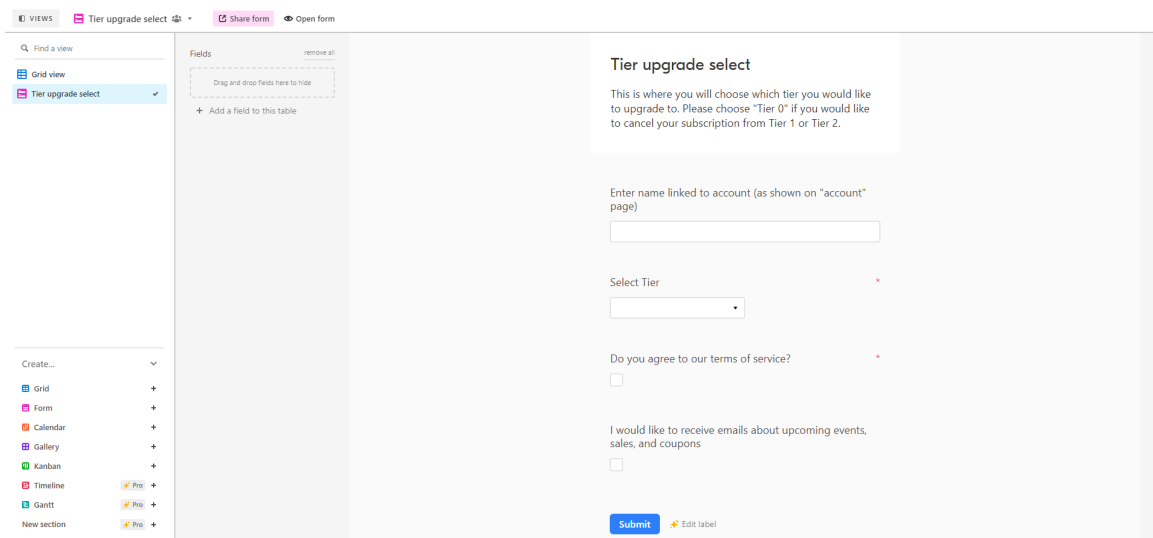 VIEWS
Tier upgrade select
Share form
Open form
Find a view
Grid view
Tier upgrade select
Create...
Grid
Form
Calendar
Gallery
Kanban
Timeline
Pro
Gantt
Pro
New section
Pro
Fields
remove all
Drag and drop fields here to hide
+ Add a field to this table
Tier upgrade select
This is where you will choose which tier you would like
to upgrade to. Please choose "Tier 0" if you would like
to cancel your subscription from Tier 1 or Tier 2.
Enter name linked to account (as shown on "account"
page)
Select Tier *
Do you agree to our terms of service? *
I would like to receive emails about upcoming events,
sales, and coupons
Submit
Edit label